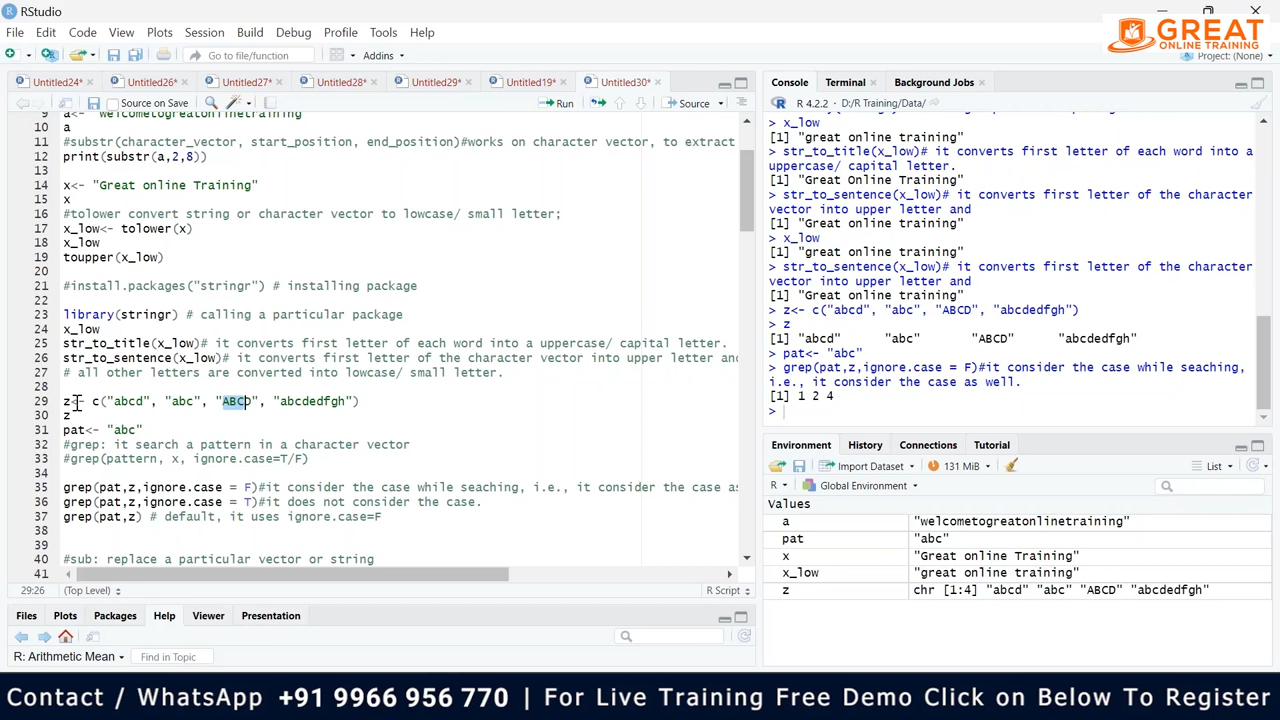 RStudio
File Edit Code View Plots Session Build Debug Profile Tools Help
GREAT
ONLINE TRAINING
Go to file/function
Addins
Project: (None)
Untitled24* Untitled26* Untitled27* Untitled28* Untitled29* Untitled19* Untitled30*
Source on Save
Run
Source
9 a<- "welcometogreatonlinetraining"
10 a
11 #substr(character_vector, start_position, end_position)#works on character vector, to extract
12 print(substr(a,2,8))
13
14 x<- "Great online Training"
15 x
16 #tolower convert string or character vector to lowcase/ small letter;
17 x_low<- tolower(x)
18 x_low
19 toupper(x_low)
20
21 #install.packages("stringr") # installing package
22
23 library(stringr) # calling a particular package
24 x_low
25 str_to_title(x_low)# it converts first letter of each word into a uppercase/ capital letter.
26 str_to_sentence(x_low)# it converts first letter of the character vector into upper letter and
27 # all other letters are converted into lowcase/ small letter.
28
29 z<- c("abcd", "abc", "ABCD", "abcdedfgh")
30 z
31 pat<- "abc"
32 #grep: it search a pattern in a character vector
33 #grep(pattern, x, ignore.case=T/F)
34
35 grep(pat,z,ignore.case = F)#it consider the case while seaching, i.e., it consider the case as
36 grep(pat,z,ignore.case = T)#it does not consider the case.
37 grep(pat,z) # default, it uses ignore.case=F
38
39
40 #sub: replace a particular vector or string
41
29:26 (Top Level) R Script
Files Plots Packages Help Viewer Presentation
R: Arithmetic Mean Find in Topic
Console Terminal Background Jobs
R 4.2.2 · D:/R Training/Data/
> x_low
[1] "great online training"
> str_to_title(x_low)# it converts first letter of each word into a
uppercase/ capital letter.
[1] "Great Online Training"
> str_to_sentence(x_low)# it converts first letter of the character
vector into upper letter and
[1] "Great online training"
> x_low
[1] "great online training"
> str_to_sentence(x_low)# it converts first letter of the character
vector into upper letter and
[1] "Great online training"
> z<- c("abcd", "abc", "ABCD", "abcdedfgh")
> z
[1] "abcd" "abc" "ABCD" "abcdedfgh"
> pat<- "abc"
> grep(pat,z,ignore.case = F)#it consider the case while seaching,
i.e., it consider the case as well.
[1] 1 2 4
>
Environment History Connections Tutorial
Import Dataset 131 MiB List
R Global Environment
Values
a "welcometogreatonlinetraining"
pat "abc"
x "Great online Training"
x_low "great online training"
z chr [1:4] "abcd" "abc" "ABCD" "abcdedfgh"
Contact / WhatsApp +91 9966 956 770 | For Live Training Free Demo Click on Below To Register